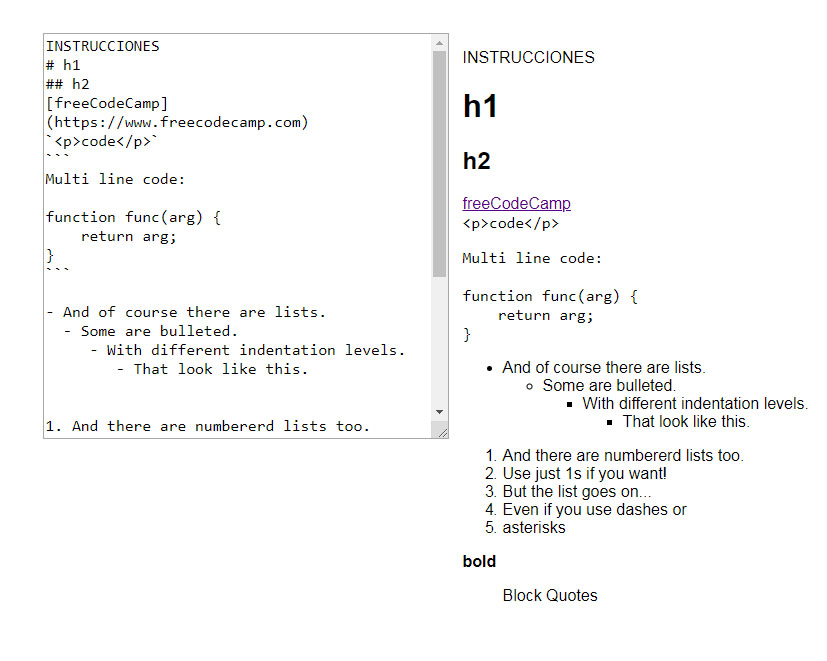 INSTRUCCIONES
# h1
## h2
[freeCodeCamp]
(https://www.freecodecamp.com)
`<p>code</p>`
```
Multi line code:

function func(arg) {
    return arg;
}
```

- And of course there are lists.
  - Some are bulleted.
     - With different indentation levels.
        - That look like this.


1. And there are numbererd lists too.

INSTRUCCIONES
h1
h2
freeCodeCamp
<p>code</p>
Multi line code:

function func(arg) {
    return arg;
}
• And of course there are lists.
◦ Some are bulleted.
▪ With different indentation levels.
▪ That look like this.
1. And there are numbererd lists too.
2. Use just 1s if you want!
3. But the list goes on...
4. Even if you use dashes or
5. asterisks
bold
Block Quotes